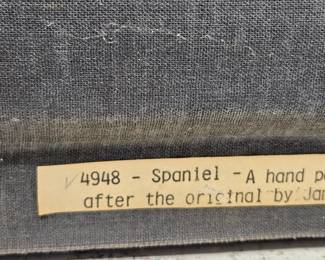 4948 - Spaniel - A hand
after the original by